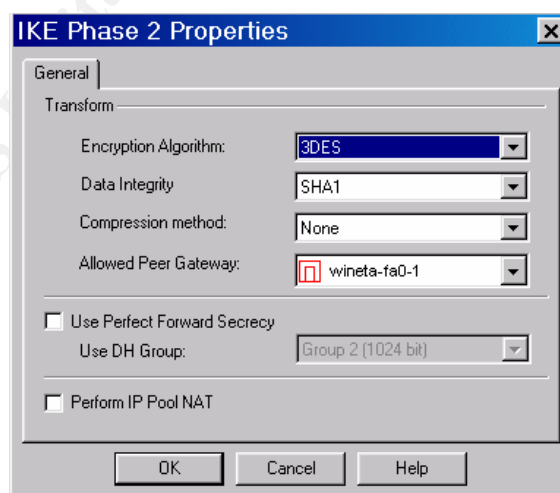 IKE Phase 2 Properties
General
Transform
Encryption Algorithm: 3DES
Data Integrity SHA1
Compression method: None
Allowed Peer Gateway: wineta-fa0-1
Use Perfect Forward Secrecy
Use DH Group: Group 2 (1024 bit)
Perform IP Pool NAT
OK Cancel Help